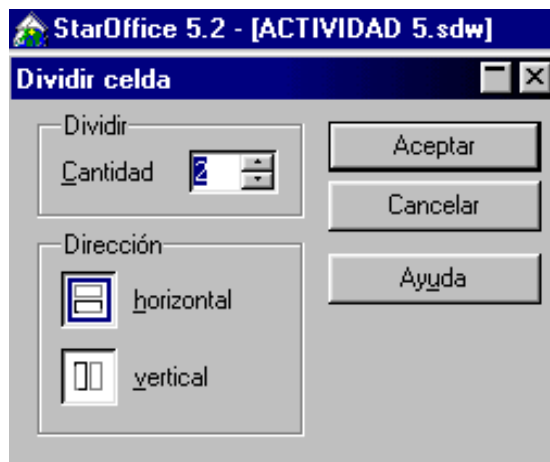 StarOffice 5.2 - [ACTIVIDAD 5.sdw]
Dividir celda
Dividir
Cantidad 2
Aceptar
Cancelar
Dirección
horizontal
Ayuda
vertical